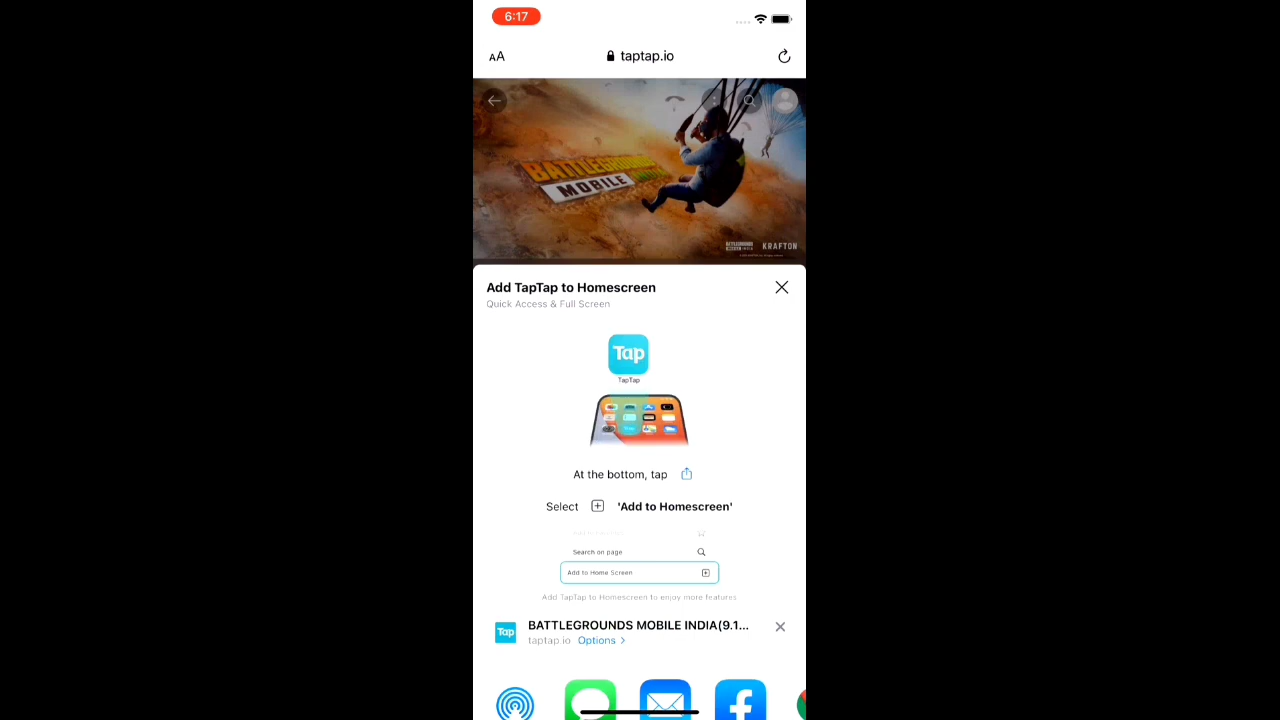 6:17
AA
taptap.io
BATTLEGROUNDS
MOBILE
BATTLEGROUNDS
KRAFTON
Add TapTap to Homescreen
Quick Access & Full Screen
Tap
TapTap
At the bottom, tap
Select 'Add to Homescreen'
Search on page
Add to Home Screen
Add TapTap to Homescreen to enjoy more features
Tap
BATTLEGROUNDS MOBILE INDIA(9.1...
taptap.io Options >